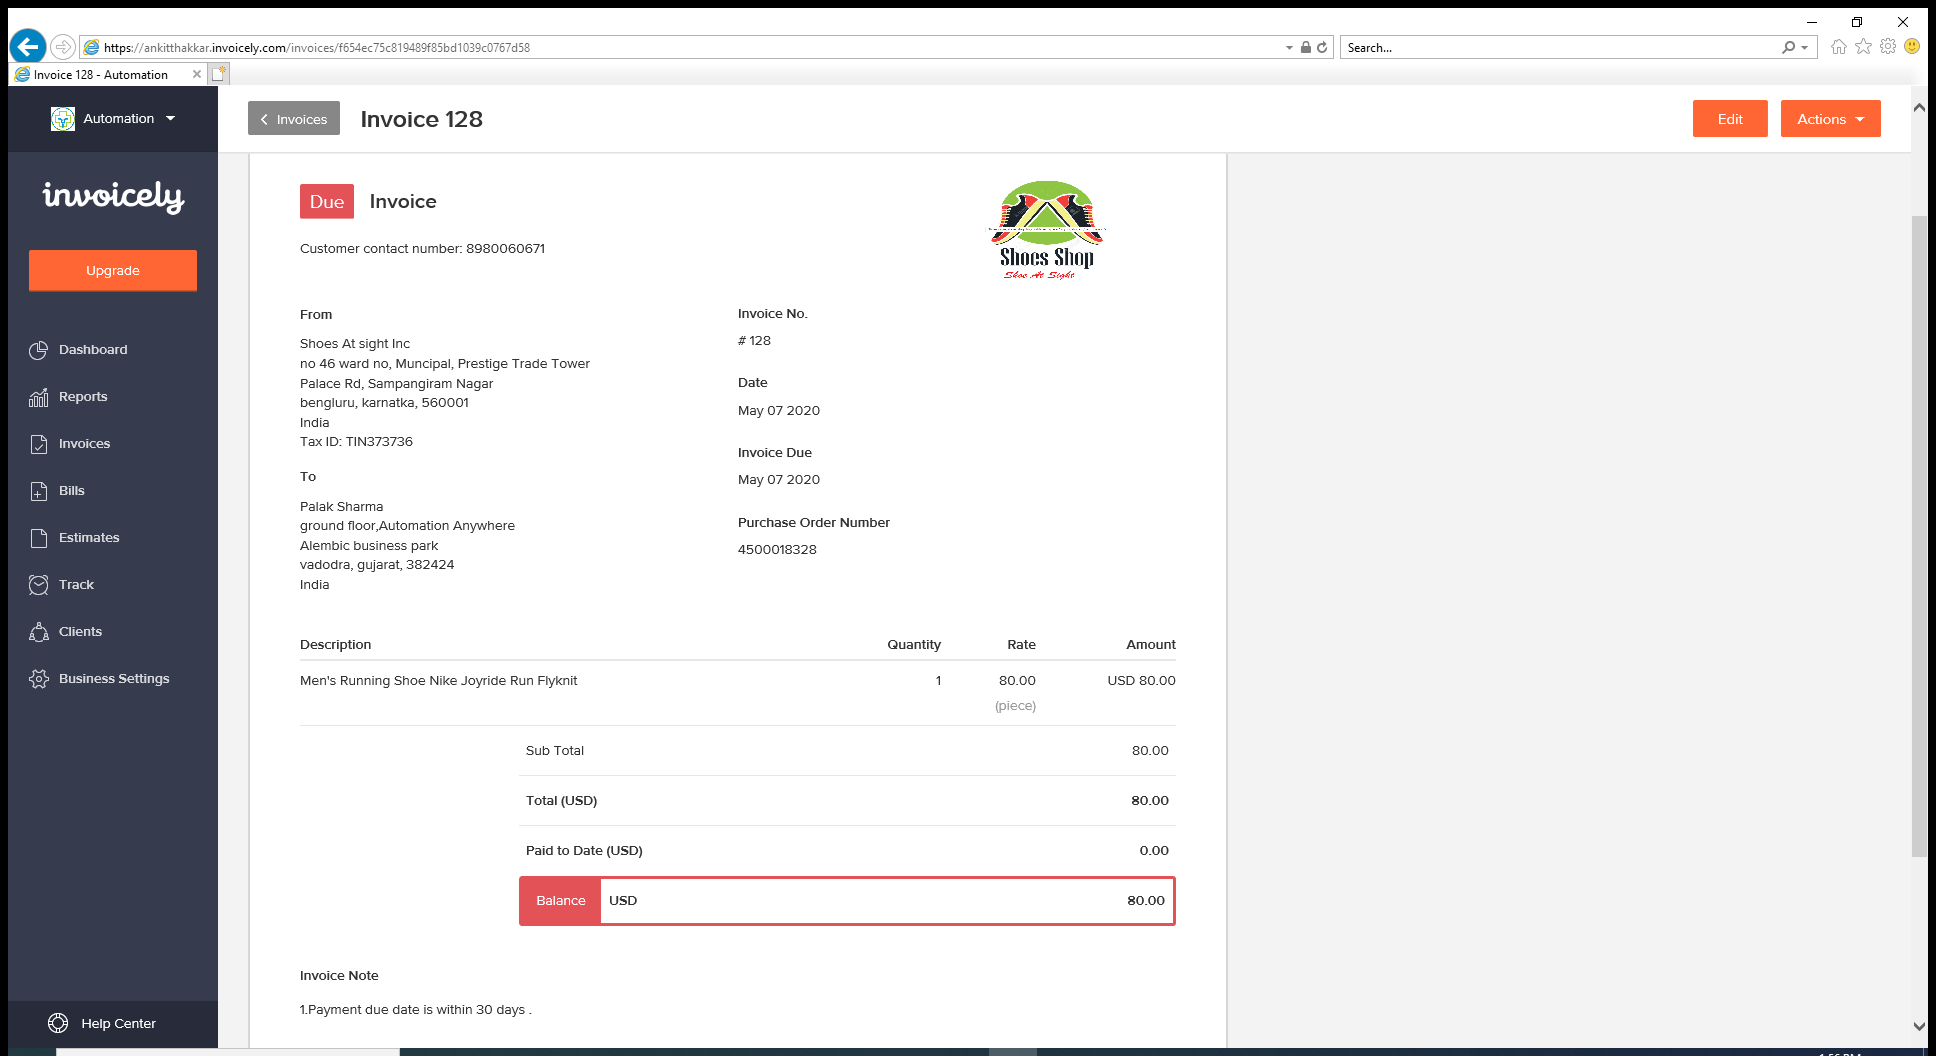 https://ankitthakkar.invoicely.com/invoices/f654ec75c819489f85bd1039c0767d58
Search...
Invoice 128 - Automation
Automation
Invoices
Invoice 128
Edit
Actions
invoicely
Upgrade
Dashboard
Reports
Invoices
Bills
Estimates
Track
Clients
Business Settings
Help Center
Due
Invoice
Customer contact number: 8980060671
Shoes Shop
Shoe At Sight
From
Shoes At sight Inc
no 46 ward no, Muncipal, Prestige Trade Tower
Palace Rd, Sampangiram Nagar
bengluru, karnatka, 560001
India
Tax ID: TIN373736
To
Palak Sharma
ground floor,Automation Anywhere
Alembic business park
vadodra, gujarat, 382424
India
Invoice No.
# 128
Date
May 07 2020
Invoice Due
May 07 2020
Purchase Order Number
4500018328
Description Quantity Rate Amount
Men's Running Shoe Nike Joyride Run Flyknit 1 80.00 USD 80.00
(piece)
Sub Total 80.00
Total (USD) 80.00
Paid to Date (USD) 0.00
Balance USD 80.00
Invoice Note
1.Payment due date is within 30 days .